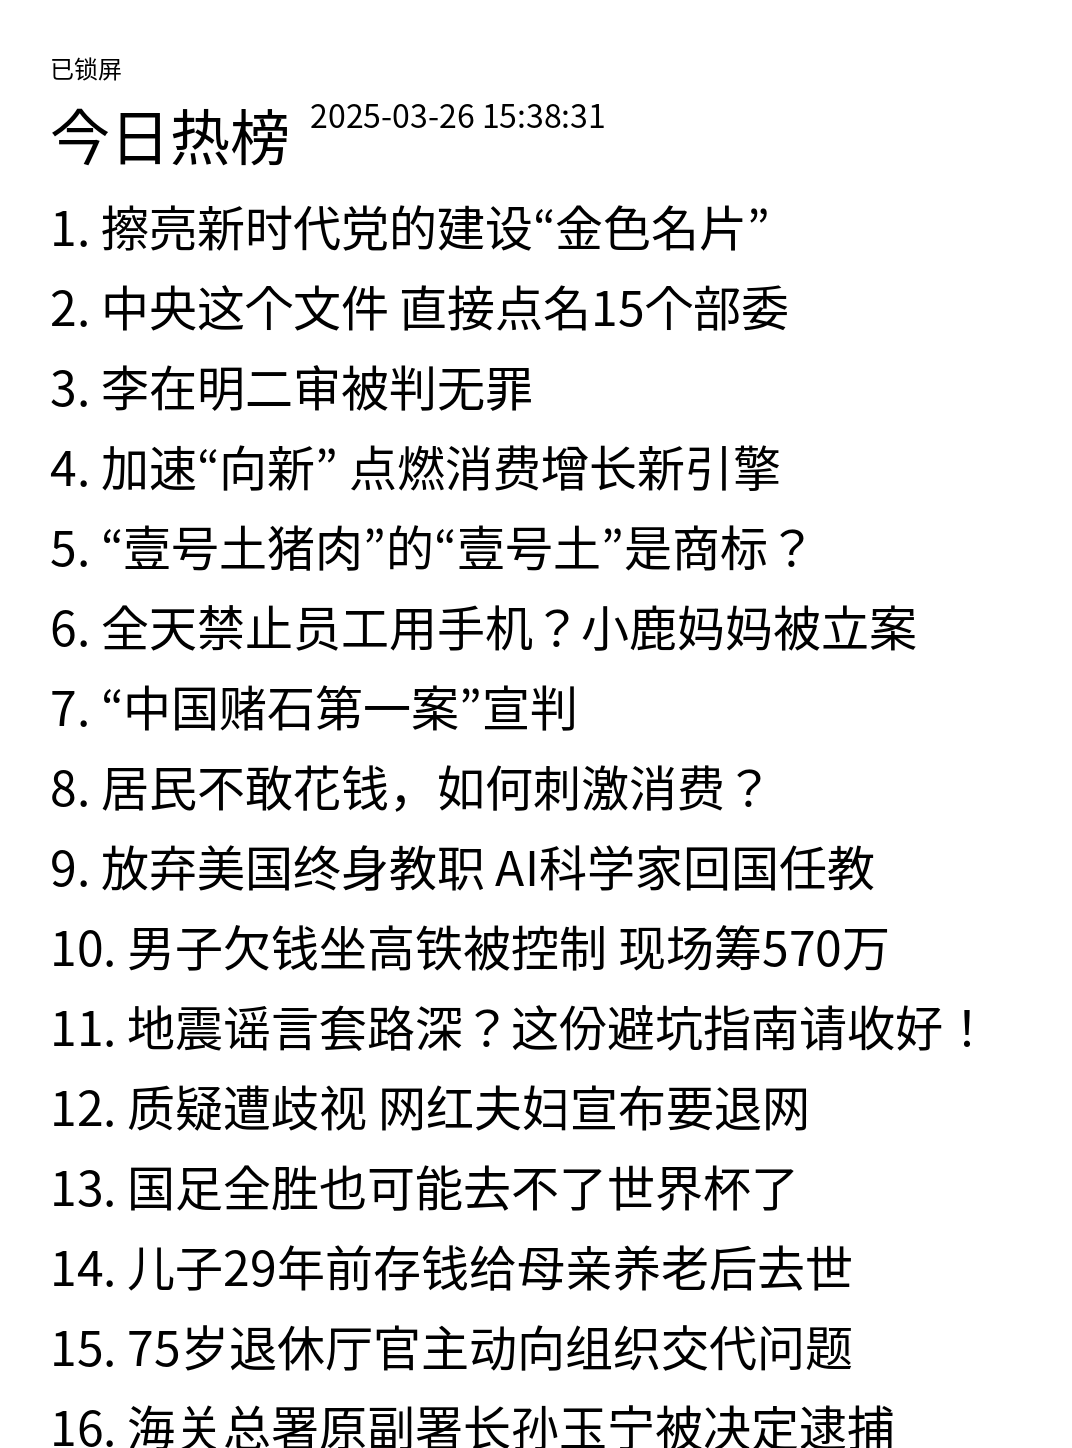 已锁屏
今日热榜 2025-03-26 15:38:31
1. 擦亮新时代党的建设“金色名片”
2. 中央这个文件 直接点名15个部委
3. 李在明二审被判无罪
4. 加速“向新” 点燃消费增长新引擎
5. “壹号土猪肉”的“壹号土”是商标？
6. 全天禁止员工用手机？小鹿妈妈被立案
7. “中国赌石第一案”宣判
8. 居民不敢花钱，如何刺激消费？
9. 放弃美国终身教职 AI科学家回国任教
10. 男子欠钱坐高铁被控制 现场筹570万
11. 地震谣言套路深？这份避坑指南请收好！
12. 质疑遭歧视 网红夫妇宣布要退网
13. 国足全胜也可能去不了世界杯了
14. 儿子29年前存钱给母亲养老后去世
15. 75岁退休厅官主动向组织交代问题
16. 海关总署原副署长孙玉宁被决定逮捕